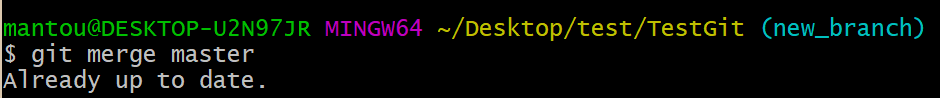 mantou@DESKTOP-U2N97JR MINGW64 ~/Desktop/test/TestGit (new_branch)
$ git merge master
Already up to date.